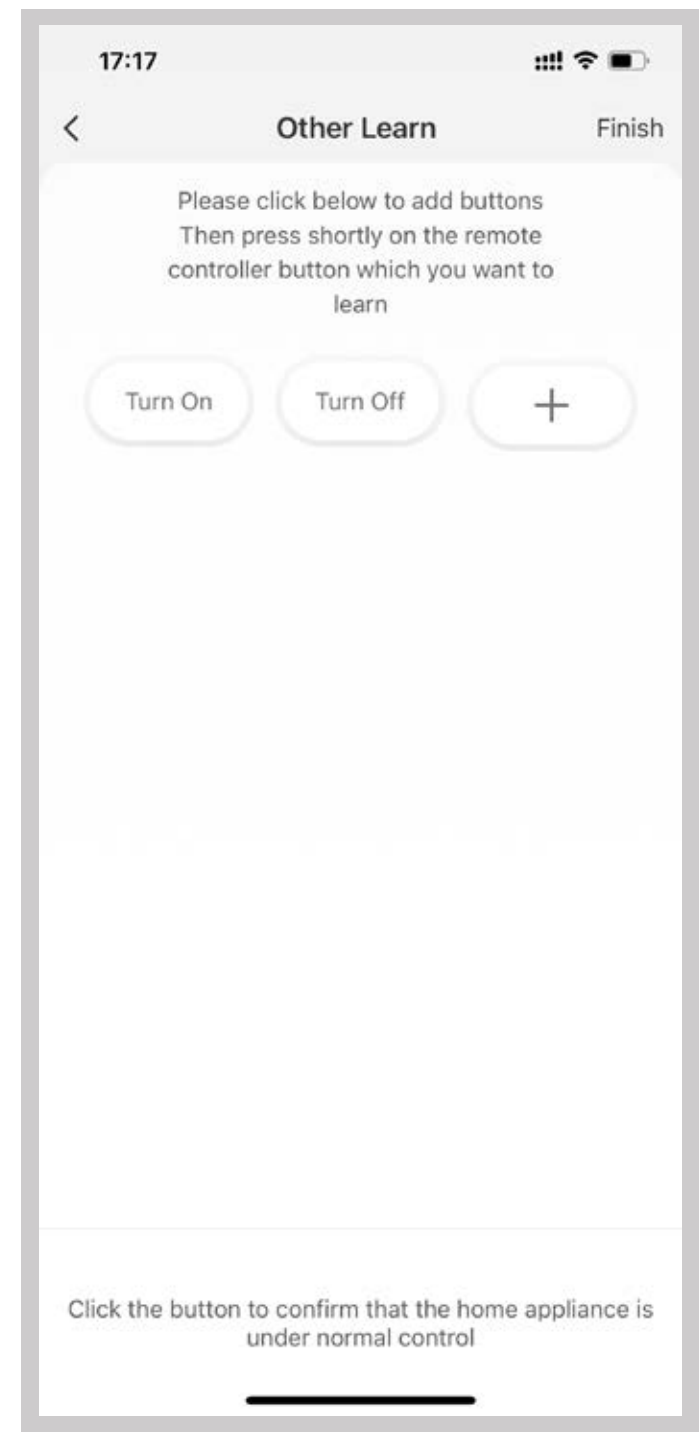 17:17
Other Learn Finish
Please click below to add buttons
Then press shortly on the remote
controller button which you want to
learn
Turn On Turn Off +
Click the button to confirm that the home appliance is
under normal control